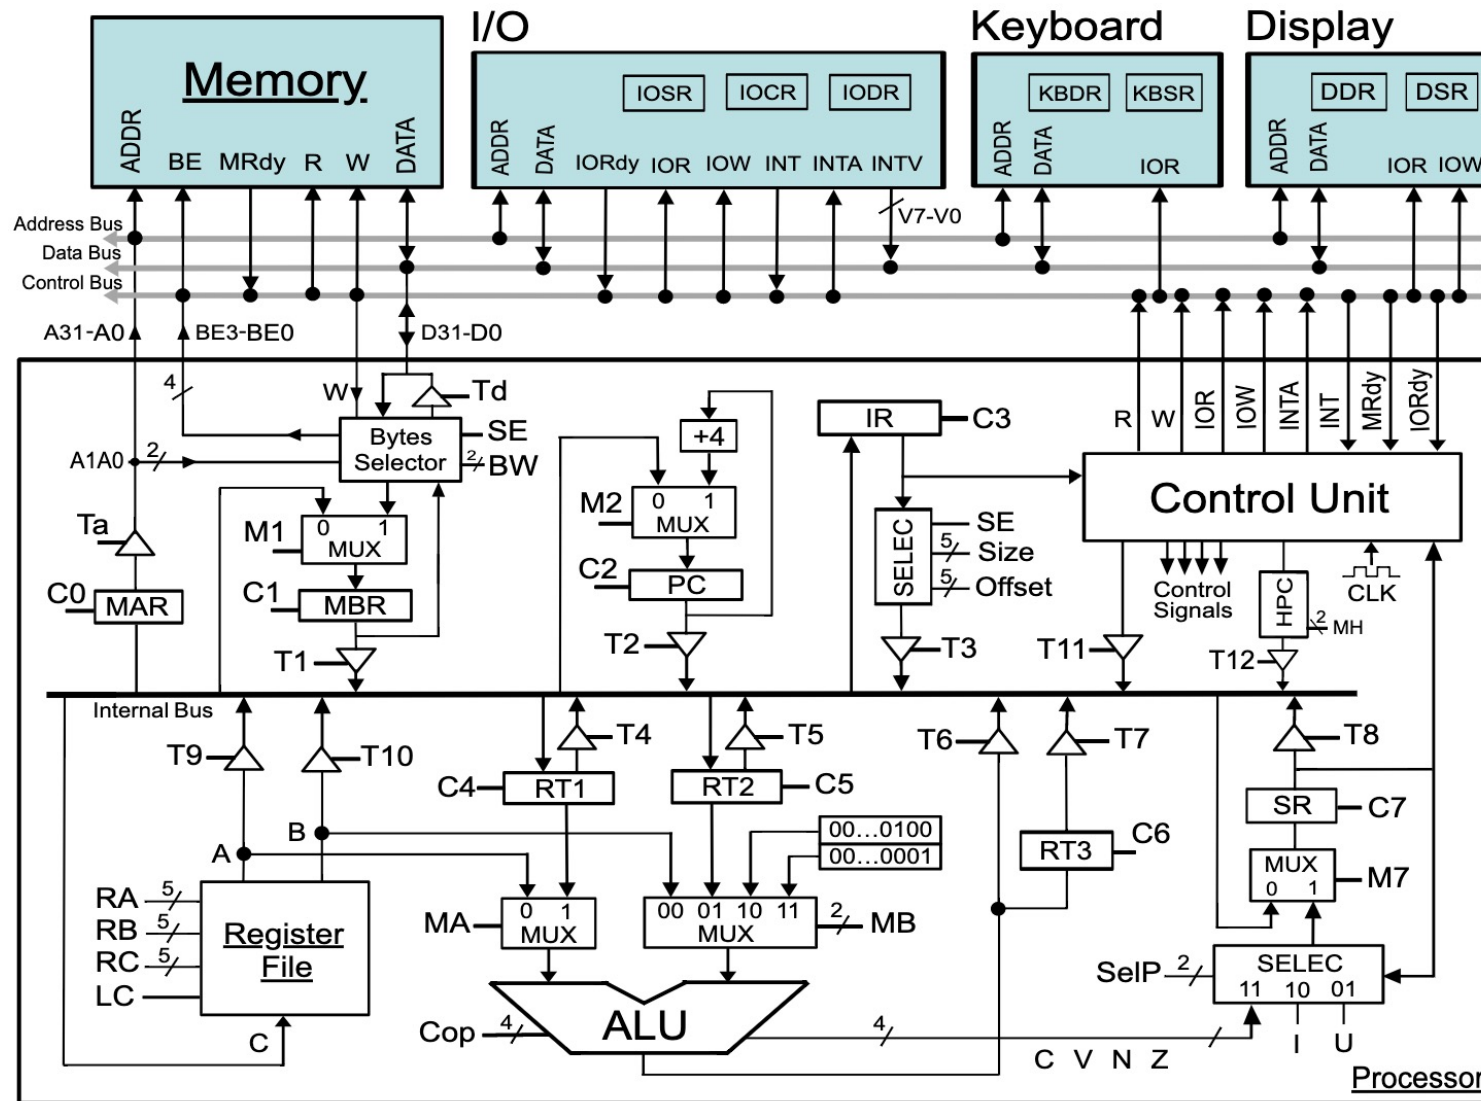 I/O Keyboard Display
Memory
IOSR IOCR IODR KBDR KBSR DDR DSR
ADDR BE MRdy R W DATA
ADDR DATA IORdy IOR IOW INT INTA INTV
ADDR DATA IOR
ADDR DATA IOR IOW
V7-V0
Address Bus
Data Bus
Control Bus
A31-A0 BE3-BE0 D31-D0
R W IOR IOW INTA INT MRdy IORdy
4 W Td
Bytes Selector
SE
2 BW
A1A0 2
+4
IR C3
M1 0 1 MUX
M2 0 1 MUX
SELEC
SE
5 Size
5 Offset
Control Unit
Ta
C0 MAR
C1 MBR
C2 PC
Control Signals
HPC
2 MH
CLK
T1 T2 T3 T11 T12
Internal Bus
T9 T10 T4 T5 T6 T7 T8
C4 RT1
RT2 C5
RT3 C6
SR C7
A B
00...0100
00...0001
MUX 0 1 M7
RA 5
RB 5
RC 5
LC
Register File
C
MA 0 1 MUX
00 01 10 11 MUX 2 MB
SelP 2 SELEC 11 10 01
Cop 4 ALU 4
C V N Z I U
Processor